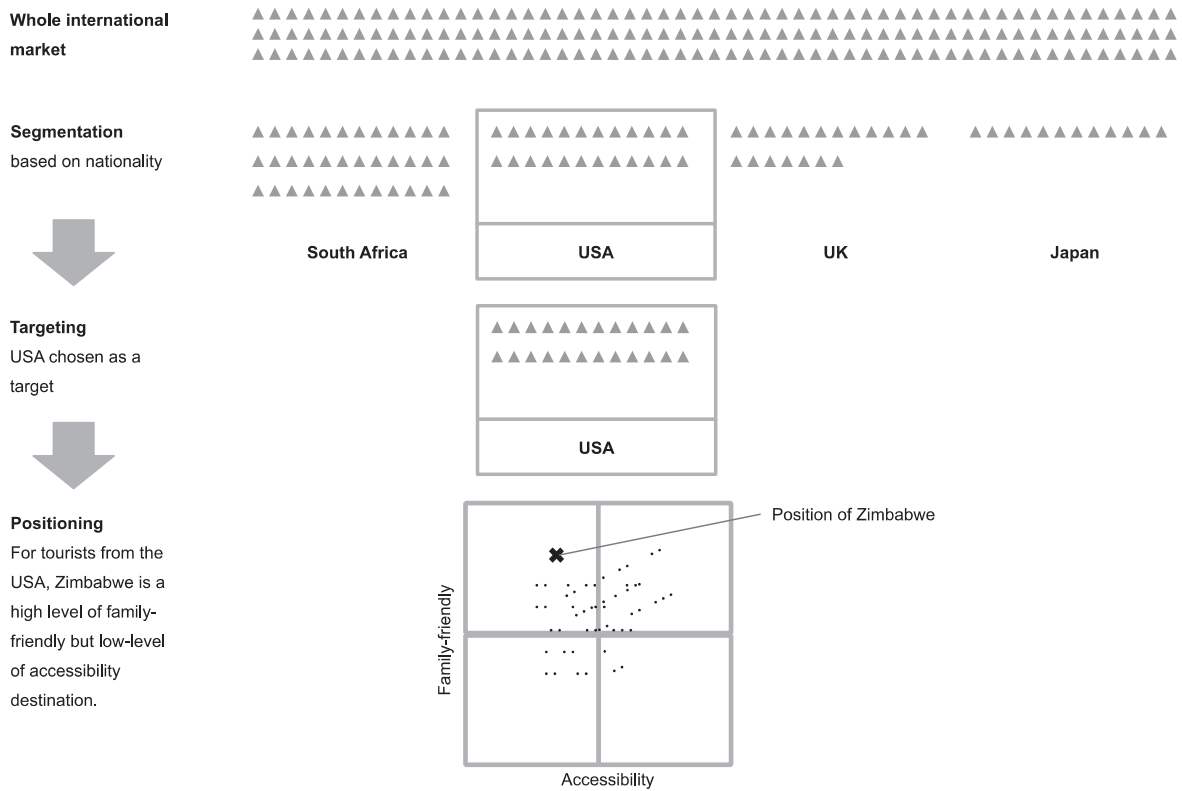 Whole international
market
Segmentation
based on nationality
South Africa
USA
UK
Japan
Targeting
USA chosen as a
target
USA
Positioning
For tourists from the
USA, Zimbabwe is a
high level of family-
friendly but low-level
of accessibility
destination.
Position of Zimbabwe
Family-friendly
Accessibility